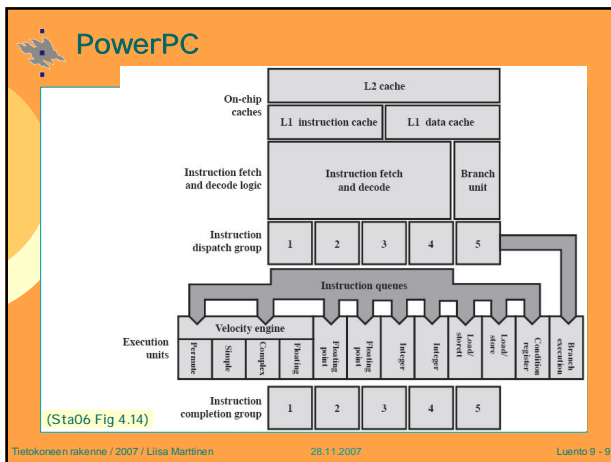 PowerPC
L2 cache
On-chip
caches
L1 instruction cache
L1 data cache
Instruction fetch
and decode logic
Instruction fetch
and decode
Branch
unit
Instruction
dispatch group
1
2
3
4
5
Instruction queues
Velocity engine
Execution
units
Permute
Simple
Complex
Floating
Floating
point
Floating
point
Integer
Integer
Load/
storeit
Load/
store
Condition
register
Branch
execution
Instruction
completion group
1
2
3
4
5
(Sta06 Fig 4.14)
Tietokoneen rakenne / 2007 / Liisa Marttinen
28.11.2007
Luento 9 - 9